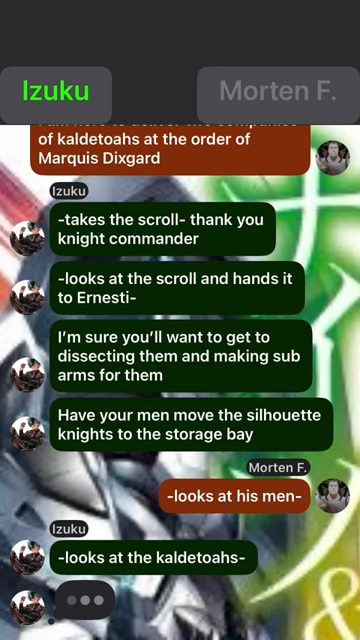 Izuku
Morten F.
of kaldetoahs at the order of
Marquis Dixgard
Izuku
-takes the scroll- thank you
knight commander
-looks at the scroll and hands it
to Ernesti-
I'm sure you'll want to get to
dissecting them and making sub
arms for them
Have your men move the silhouette
knights to the storage bay
Morten F.
-looks at his men-
Izuku
-looks at the kaldetoahs-